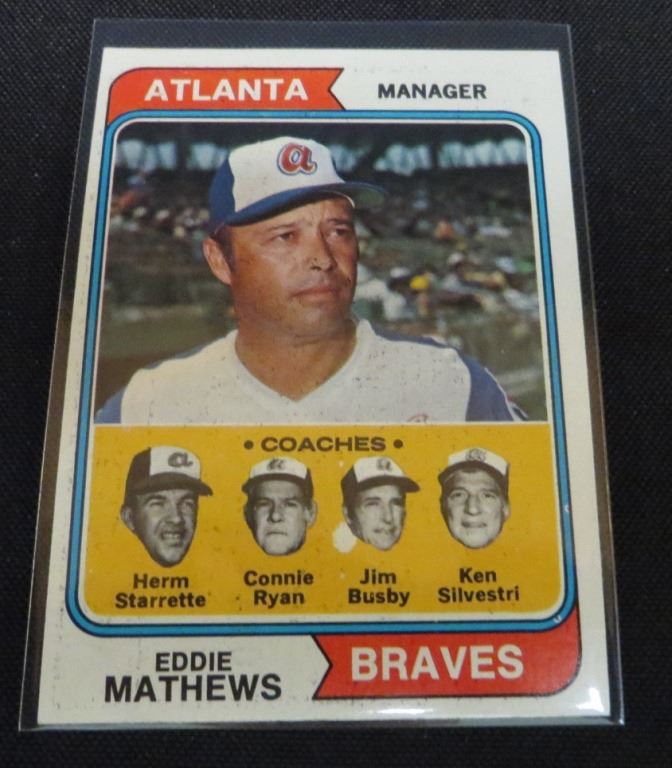 ATLANTA
MANAGER
a
• COACHES •
a
a
a
a
Herm
Starrette
Connie
Ryan
Jim
Busby
Ken
Silvestri
EDDIE
MATHEWS
BRAVES